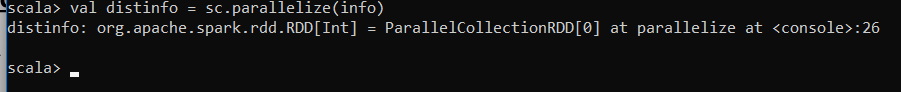 scala> val distinfo = sc.parallelize(info)
distinfo: org.apache.spark.rdd.RDD[Int] = ParallelCollectionRDD[0] at parallelize at <console>:26
scala>